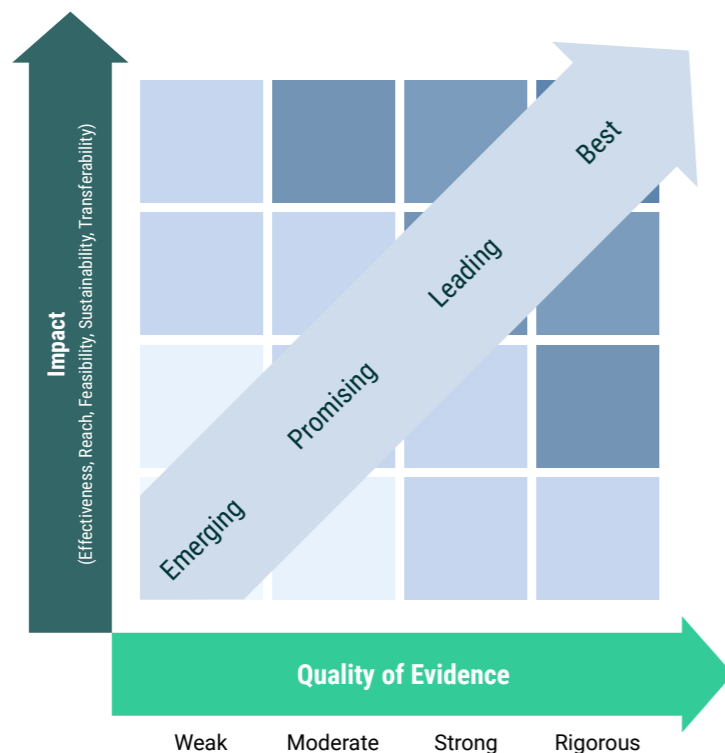 Impact
(Effectiveness, Reach, Feasibility, Sustainability, Transferability)
Best
Leading
Promising
Emerging
Quality of Evidence
Weak Moderate Strong Rigorous